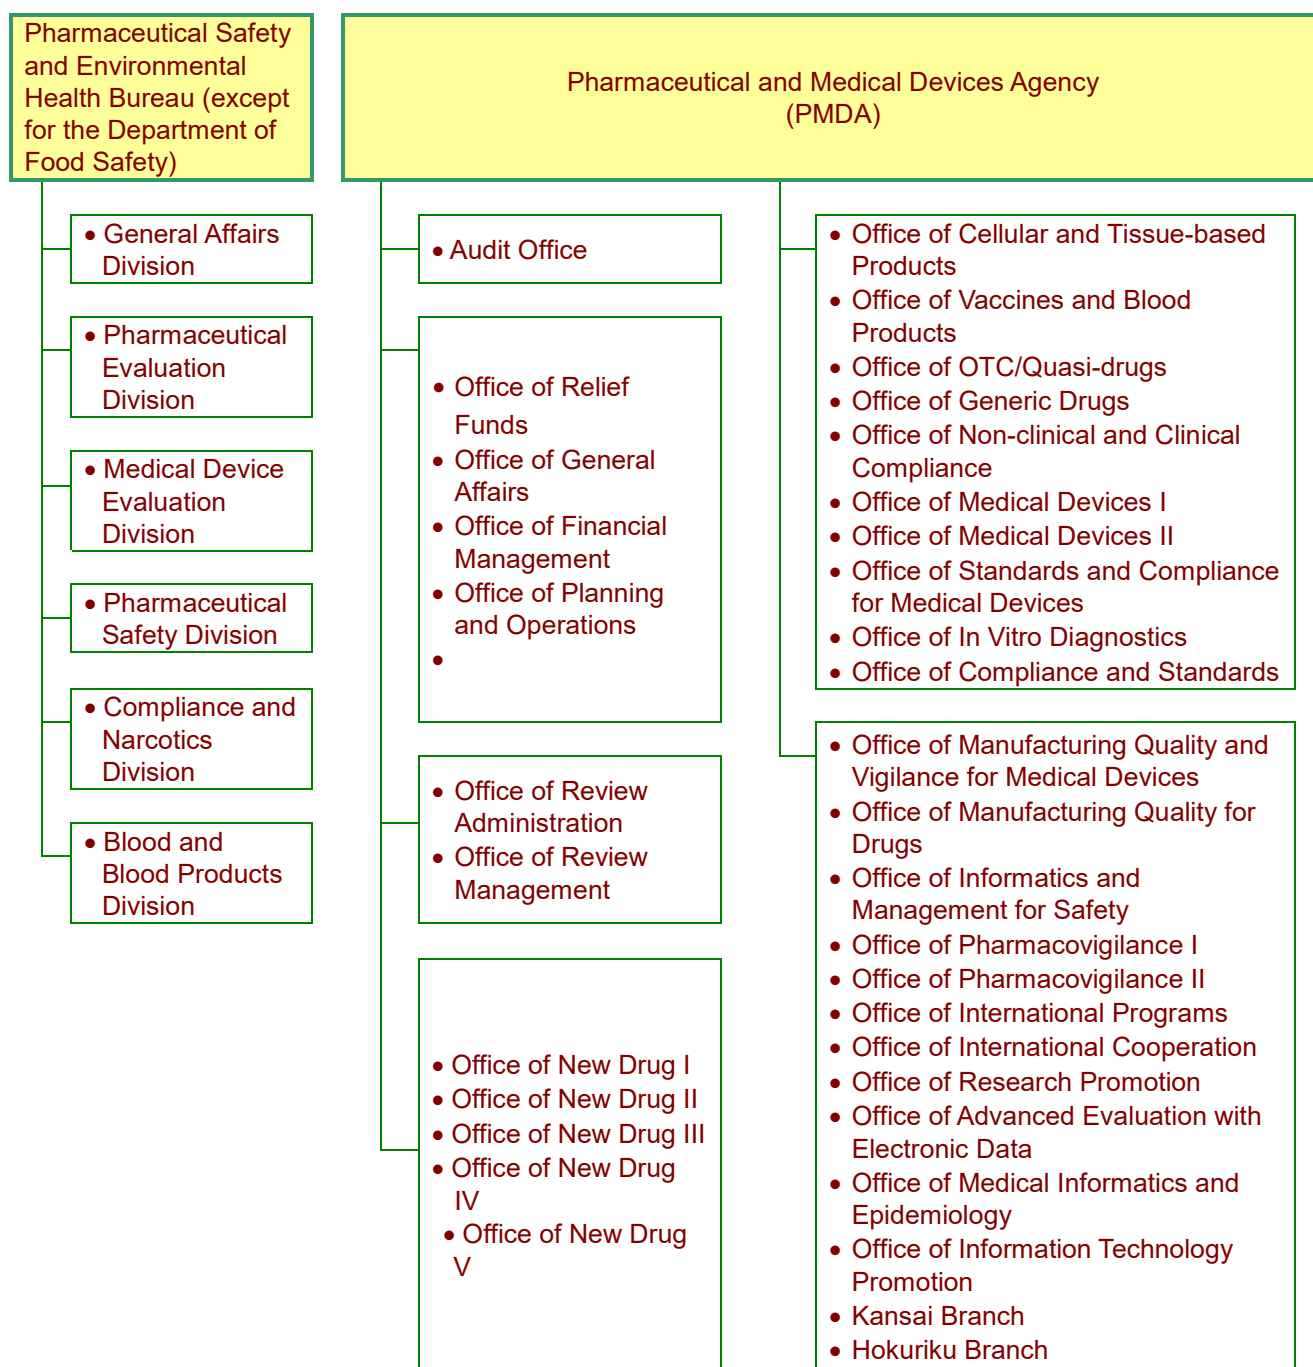 Pharmaceutical Safety
and Environmental
Health Bureau (except
for the Department of
Food Safety)
Pharmaceutical and Medical Devices Agency
(PMDA)
• General Affairs
Division
• Pharmaceutical
Evaluation
Division
• Medical Device
Evaluation
Division
• Pharmaceutical
Safety Division
• Compliance and
Narcotics
Division
• Blood and
Blood Products
Division
• Audit Office
• Office of Relief
Funds
• Office of General
Affairs
• Office of Financial
Management
• Office of Planning
and Operations
•
• Office of Review
Administration
• Office of Review
Management
• Office of New Drug I
• Office of New Drug II
• Office of New Drug III
• Office of New Drug
IV
• Office of New Drug
V
• Office of Cellular and Tissue-based
Products
• Office of Vaccines and Blood
Products
• Office of OTC/Quasi-drugs
• Office of Generic Drugs
• Office of Non-clinical and Clinical
Compliance
• Office of Medical Devices I
• Office of Medical Devices II
• Office of Standards and Compliance
for Medical Devices
• Office of In Vitro Diagnostics
• Office of Compliance and Standards
• Office of Manufacturing Quality and
Vigilance for Medical Devices
• Office of Manufacturing Quality for
Drugs
• Office of Informatics and
Management for Safety
• Office of Pharmacovigilance I
• Office of Pharmacovigilance II
• Office of International Programs
• Office of International Cooperation
• Office of Research Promotion
• Office of Advanced Evaluation with
Electronic Data
• Office of Medical Informatics and
Epidemiology
• Office of Information Technology
Promotion
• Kansai Branch
• Hokuriku Branch